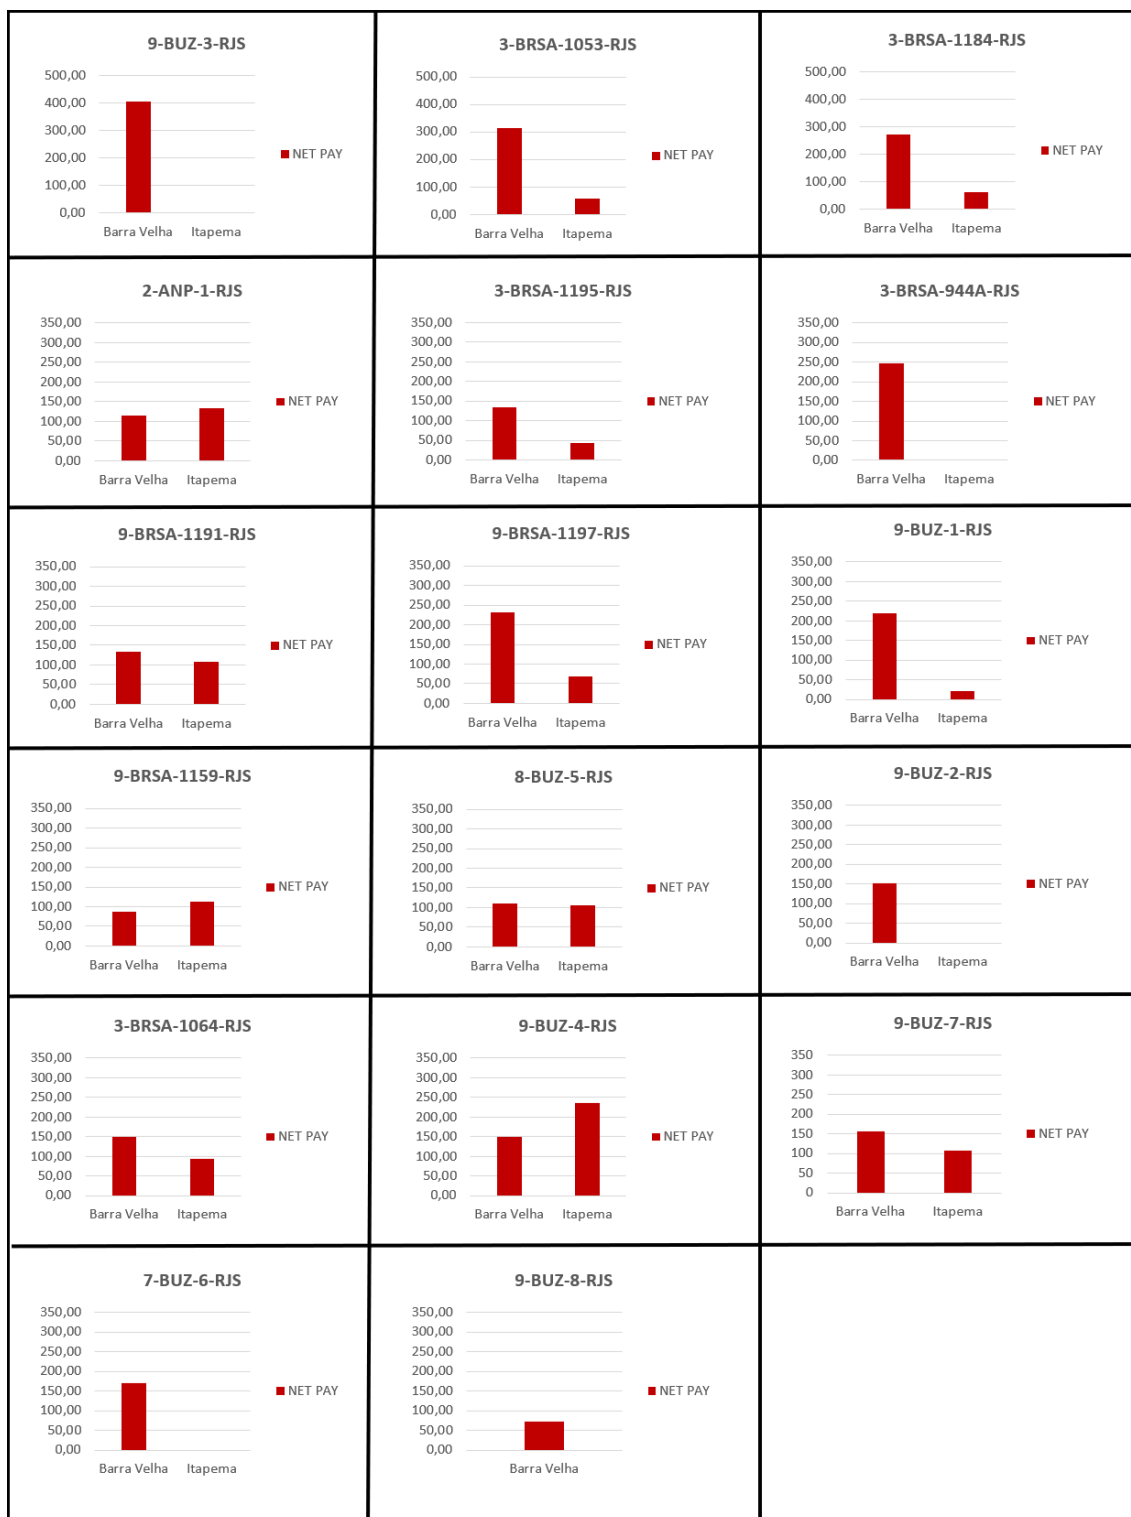 9-BUZ-3-RJS
500,00
400,00
300,00
200,00
100,00
0,00
Barra Velha Itapema
NET PAY
3-BRSA-1053-RJS
500,00
400,00
300,00
200,00
100,00
0,00
Barra Velha Itapema
NET PAY
3-BRSA-1184-RJS
500,00
400,00
300,00
200,00
100,00
0,00
Barra Velha Itapema
NET PAY
2-ANP-1-RJS
350,00
300,00
250,00
200,00
150,00
100,00
50,00
0,00
Barra Velha Itapema
NET PAY
3-BRSA-1195-RJS
350,00
300,00
250,00
200,00
150,00
100,00
50,00
0,00
Barra Velha Itapema
NET PAY
3-BRSA-944A-RJS
350,00
300,00
250,00
200,00
150,00
100,00
50,00
0,00
Barra Velha Itapema
NET PAY
9-BRSA-1191-RJS
350,00
300,00
250,00
200,00
150,00
100,00
50,00
0,00
Barra Velha Itapema
NET PAY
9-BRSA-1197-RJS
350,00
300,00
250,00
200,00
150,00
100,00
50,00
0,00
Barra Velha Itapema
NET PAY
9-BUZ-1-RJS
350,00
300,00
250,00
200,00
150,00
100,00
50,00
0,00
Barra Velha Itapema
NET PAY
9-BRSA-1159-RJS
350,00
300,00
250,00
200,00
150,00
100,00
50,00
0,00
Barra Velha Itapema
NET PAY
8-BUZ-5-RJS
350,00
300,00
250,00
200,00
150,00
100,00
50,00
0,00
Barra Velha Itapema
NET PAY
9-BUZ-2-RJS
350,00
300,00
250,00
200,00
150,00
100,00
50,00
0,00
Barra Velha Itapema
NET PAY
3-BRSA-1064-RJS
350,00
300,00
250,00
200,00
150,00
100,00
50,00
0,00
Barra Velha Itapema
NET PAY
9-BUZ-4-RJS
350,00
300,00
250,00
200,00
150,00
100,00
50,00
0,00
Barra Velha Itapema
NET PAY
9-BUZ-7-RJS
350
300
250
200
150
100
50
0
Barra Velha Itapema
NET PAY
7-BUZ-6-RJS
350,00
300,00
250,00
200,00
150,00
100,00
50,00
0,00
Barra Velha Itapema
NET PAY
9-BUZ-8-RJS
350,00
300,00
250,00
200,00
150,00
100,00
50,00
0,00
Barra Velha
NET PAY